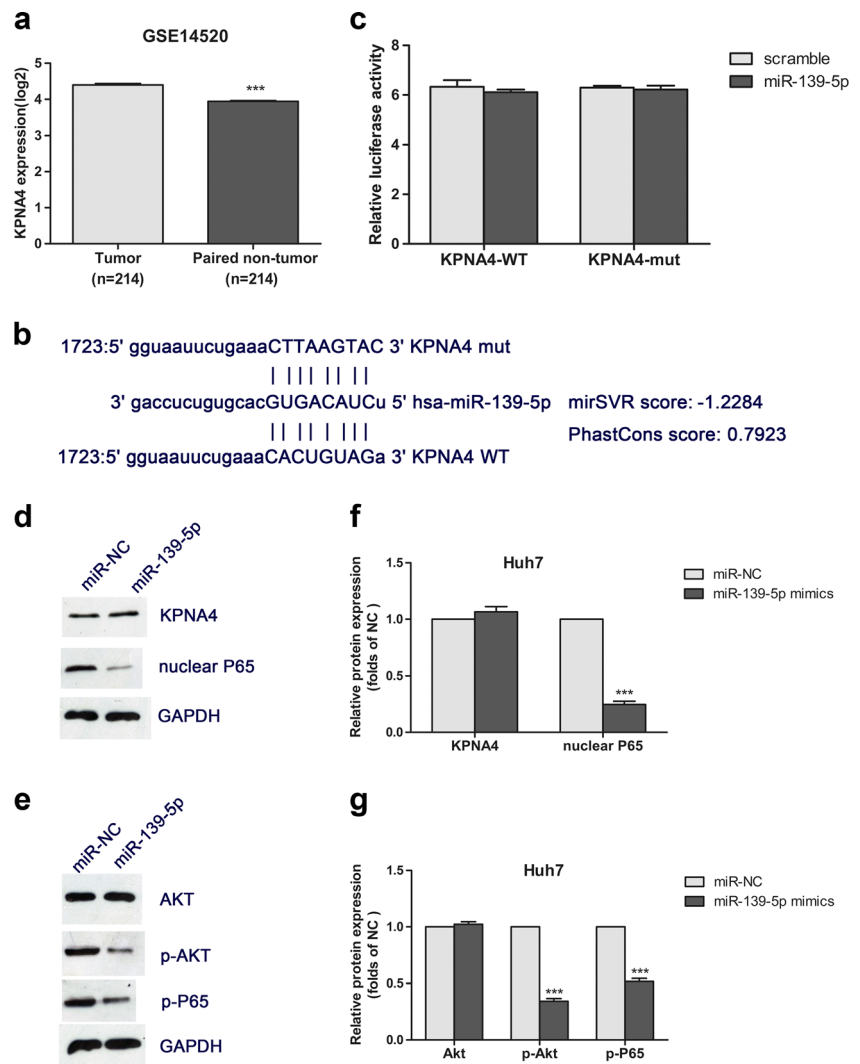 a
GSE14520
KPNA4 expression(log2)
5
4
3
2
1
0
***
Tumor
(n=214)
Paired non-tumor
(n=214)
c
Relative luciferase activity
8
6
4
2
0
KPNA4-WT
KPNA4-mut
scramble
miR-139-5p
b
1723:5' gguaauucugaaaCTTAAGTAC 3' KPNA4 mut
3' gaccucugugcacGUGACAUCu 5' hsa-miR-139-5p mirSVR score: -1.2284
PhastCons score: 0.7923
1723:5' gguaauucugaaaCACUGUAGa 3' KPNA4 WT
d
miR-NC
miR-139-5p
KPNA4
nuclear P65
GAPDH
f
Huh7
Relative protein expression
(folds of NC )
1.5
1.0
0.5
0.0
***
KPNA4
nuclear P65
miR-NC
miR-139-5p mimics
e
miR-NC
miR-139-5p
AKT
p-AKT
p-P65
GAPDH
g
Huh7
Relative protein expression
(folds of NC )
1.5
1.0
0.5
0.0
***
***
Akt
p-Akt
p-P65
miR-NC
miR-139-5p mimics